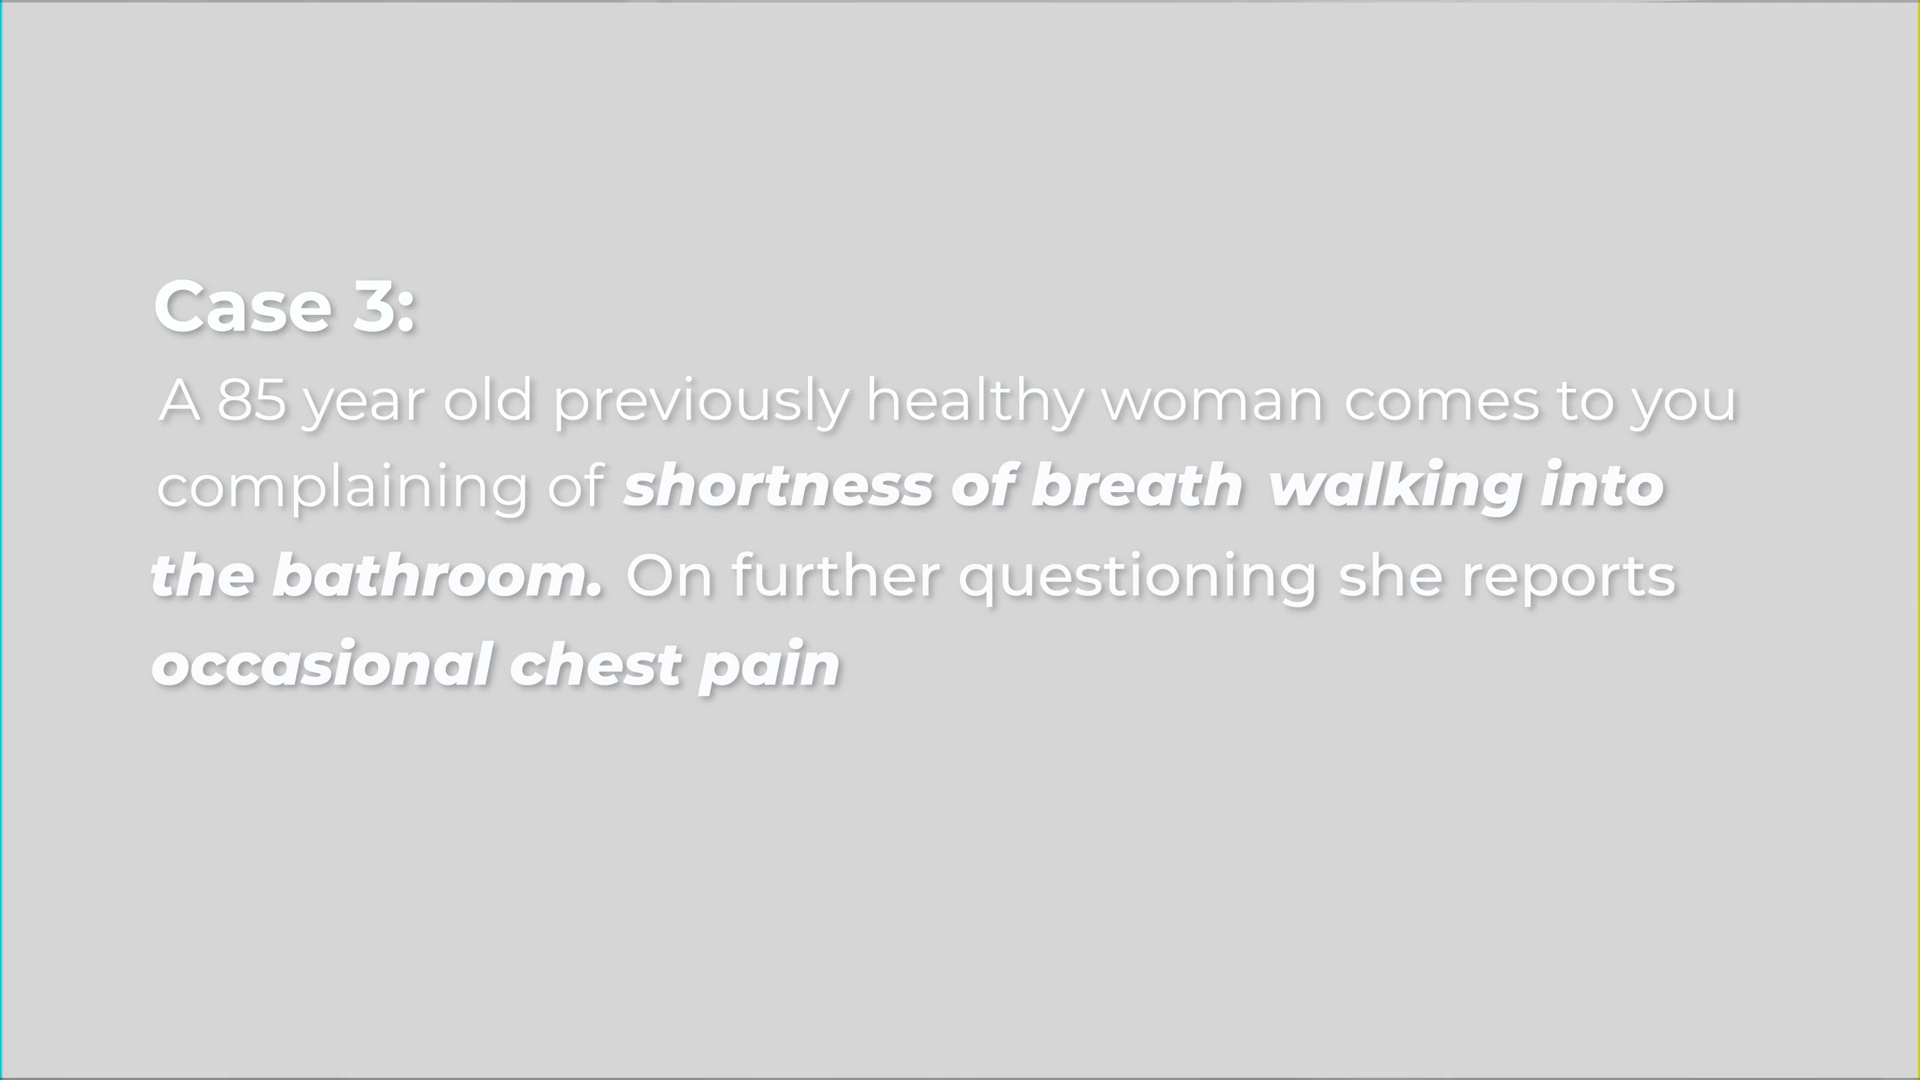 Case 3:
A 85 year old previously healthy woman comes to you
complaining of shortness of breath walking into
the bathroom. On further questioning she reports
occasional chest pain